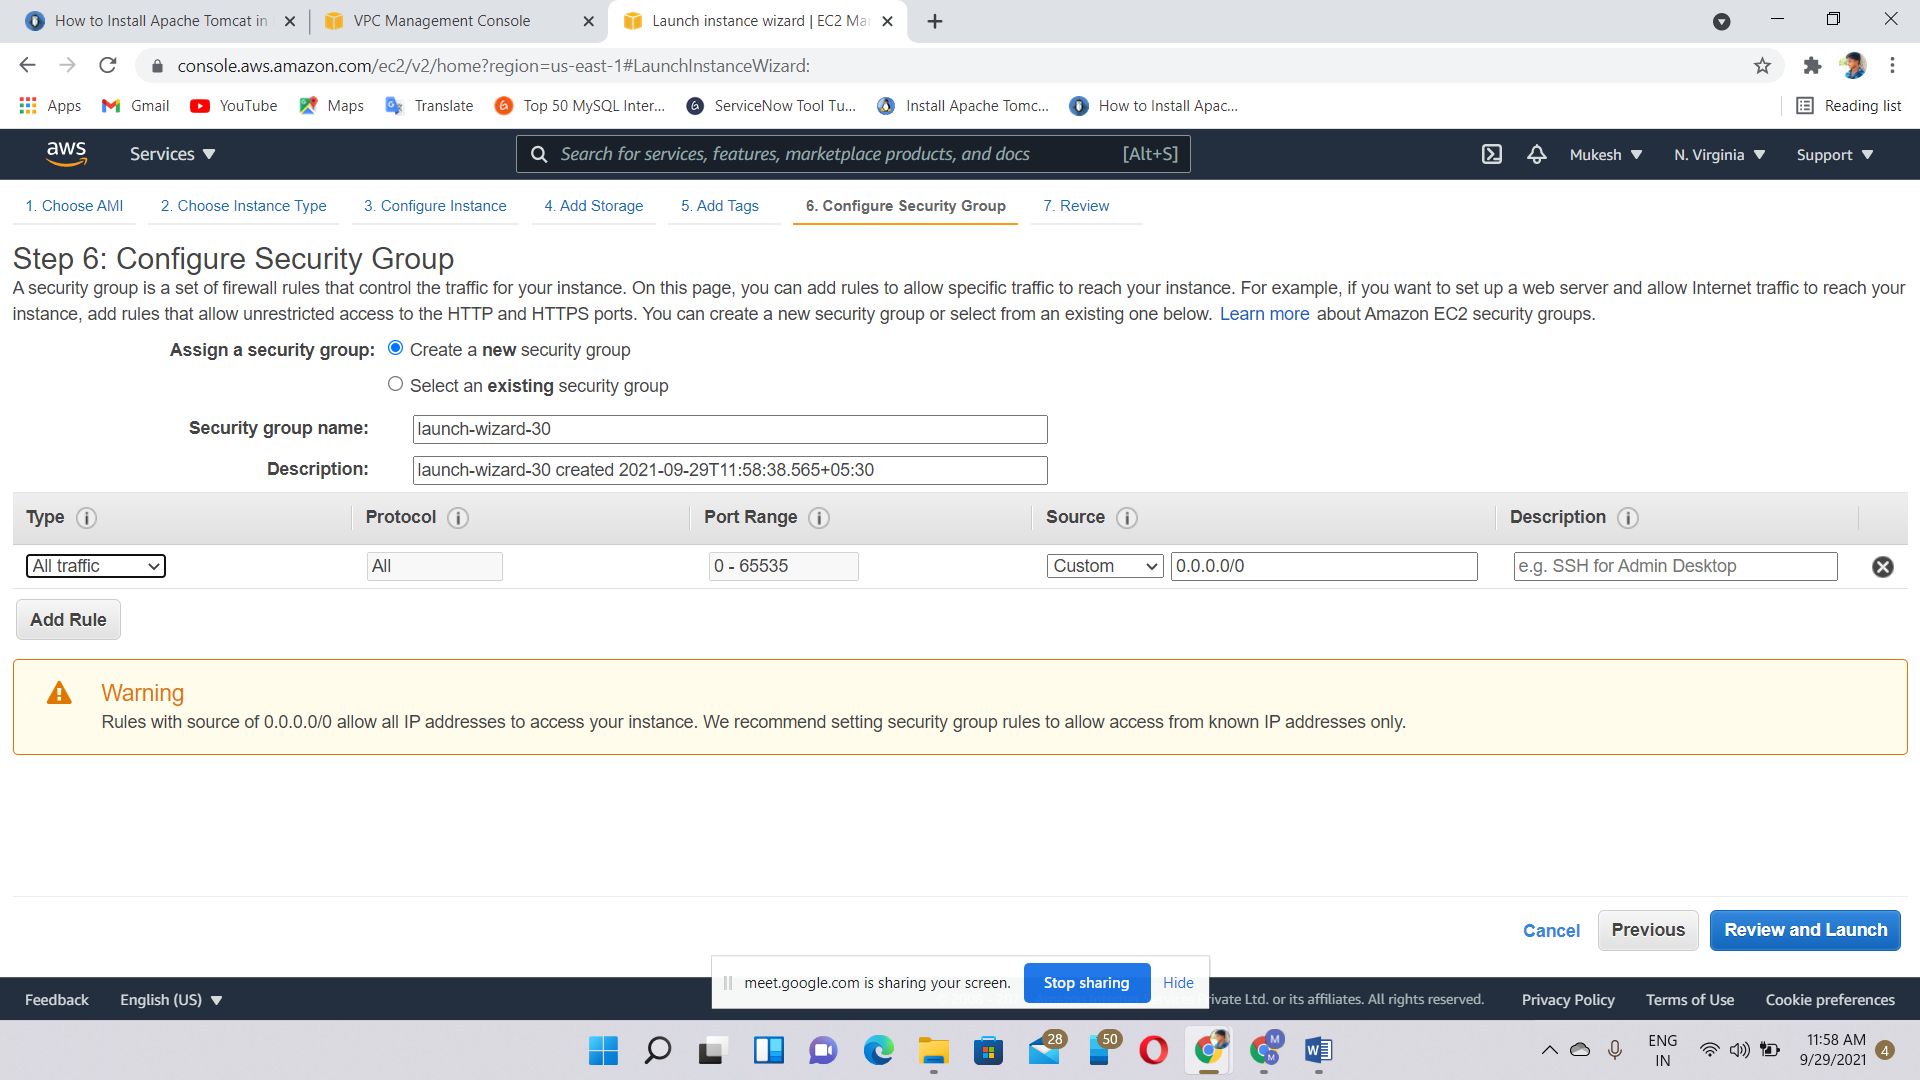 How to Install Apache Tomcat in
VPC Management Console
Launch instance wizard | EC2 Ma
console.aws.amazon.com/ec2/v2/home?region=us-east-1#LaunchInstanceWizard:
Apps Gmail YouTube Maps Translate Top 50 MySQL Inter... ServiceNow Tool Tu... Install Apache Tomc... How to Install Apac... Reading list
aws Services Search for services, features, marketplace products, and docs [Alt+S] Mukesh N. Virginia Support
1. Choose AMI 2. Choose Instance Type 3. Configure Instance 4. Add Storage 5. Add Tags 6. Configure Security Group 7. Review
Step 6: Configure Security Group
A security group is a set of firewall rules that control the traffic for your instance. On this page, you can add rules to allow specific traffic to reach your instance. For example, if you want to set up a web server and allow Internet traffic to reach your
instance, add rules that allow unrestricted access to the HTTP and HTTPS ports. You can create a new security group or select from an existing one below. Learn more about Amazon EC2 security groups.
Assign a security group: Create a new security group
Select an existing security group
Security group name: launch-wizard-30
Description: launch-wizard-30 created 2021-09-29T11:58:38.565+05:30
Type i Protocol i Port Range i Source i Description i
All traffic All 0 - 65535 Custom 0.0.0.0/0 e.g. SSH for Admin Desktop
Add Rule
Warning
Rules with source of 0.0.0.0/0 allow all IP addresses to access your instance. We recommend setting security group rules to allow access from known IP addresses only.
Cancel Previous Review and Launch
meet.google.com is sharing your screen. Stop sharing Hide
Feedback English (US) Private Ltd. or its affiliates. All rights reserved. Privacy Policy Terms of Use Cookie preferences
28 50 M M
ENG
IN
11:58 AM
9/29/2021
4